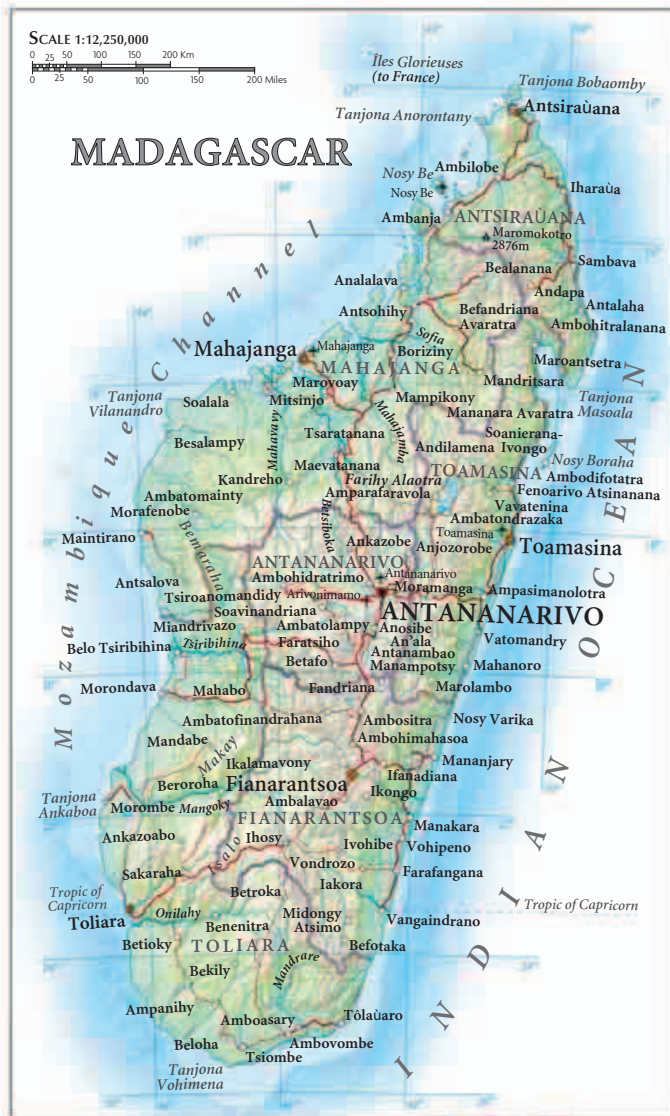 SCALE 1:12,250,000
0 25 50 100 150 200 Km
0 25 50 100 150 200 Miles
Îles Glorieuses
(to France)
Tanjona Bobaomby
Antsiraùana
Tanjona Anorontany
MADAGASCAR
Nosy Be
Ambilobe
Nosy Be
Iharaùa
Ambanja
ANTSIRAÙANA
Maromokotro
2876m
Bealanana
Sambava
Analalava
Andapa
Antsohihy
Befandriana
Avaratra
Antalaha
Ambohitralanana
Sofia
Mahajanga
Mahajanga
Boriziny
MAHAJANGA
Maroantsetra
Marovoay
Mandritsara
Tanjona
Vilanandro
Soalala
Mitsinjo
Mampikony
Tanjona
Masoala
Mahajamba
Mananara Avaratra
Besalampy
Mahavavy
Tsaratanana
Andilamena
Soanierana-
Ivongo
Nosy Boraha
Maevatanana
TOAMASINA
Ambodifotatra
Kandreho
Farihy Alaotra
Fenoarivo Atsinanana
Ambatomainty
Amparafaravola
Vavatenina
Morafenobe
Betsiboka
Ambatondrazaka
Maintirano
Bemaraha
Ankazobe
Toamasina
Anjozorobe
Toamasina
ANTANANARIVO
Antsalova
Ambohidratrimo
Antananarivo
Moramanga
Ampasimanolotra
Tsiroanomandidy
Arivonimamo
ANTANANARIVO
Soavinandriana
Miandrivazo
Ambatolampy
Anosibe
An'ala
Vatomandry
Belo Tsiribihina
Tsiribihina
Faratsiho
Antanambao
Manampotsy
Betafo
Mahanoro
Morondava
Mahabo
Fandriana
Marolambo
Ambatofinandrahana
Ambositra
Nosy Varika
Mandabe
Ambohimahasoa
Makay
Ikalamavony
Mananjary
Beroroha
Fianarantsoa
Ifanadiana
Tanjona
Ankaboa
Morombe
Mangoky
Ambalavao
Ikongo
FIANARANTSOA
Manakara
Ankazoabo
Isalo
Ihosy
Ivohibe
Vohipeno
Sakaraha
Vondrozo
Farafangana
Betroka
Iakora
Tropic of
Capricorn
Tropic of Capricorn
Toliara
Onilahy
Midongy
Atsimo
Vangaindrano
Benenitra
Betioky
TOLIARA
Befotaka
Bekily
Mandrare
Ampanihy
Amboasary
Tôlaùaro
Beloha
Ambovombe
Tsiombe
Tanjona
Vohimena
Mozambique Channel
INDIAN OCEAN